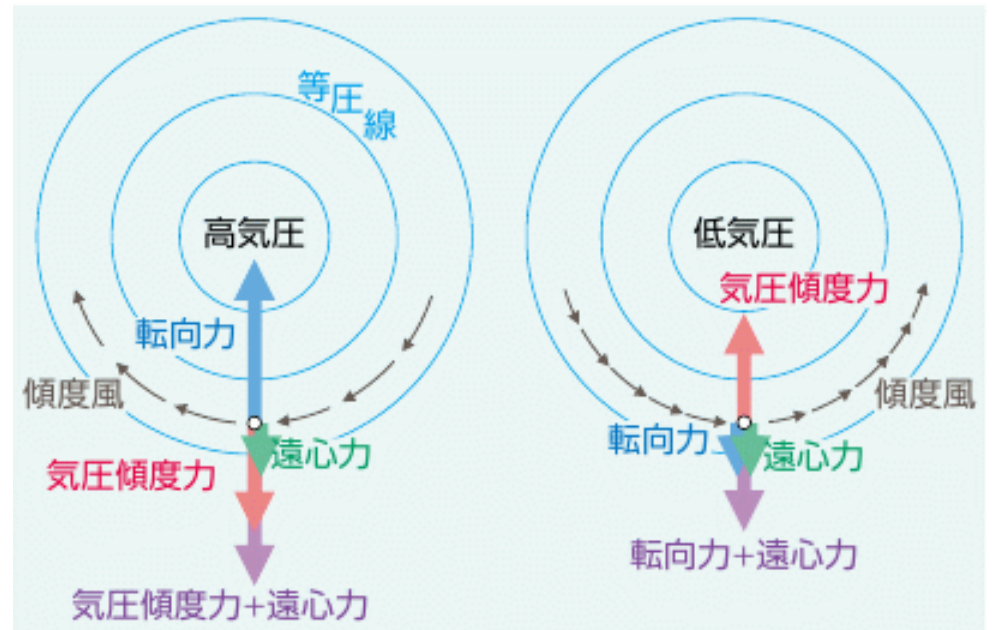 等圧線
高気圧
転向力
傾度風
遠心力
気圧傾度力
気圧傾度力+遠心力
低気圧
気圧傾度力
傾度風
転向力
遠心力
転向力+遠心力